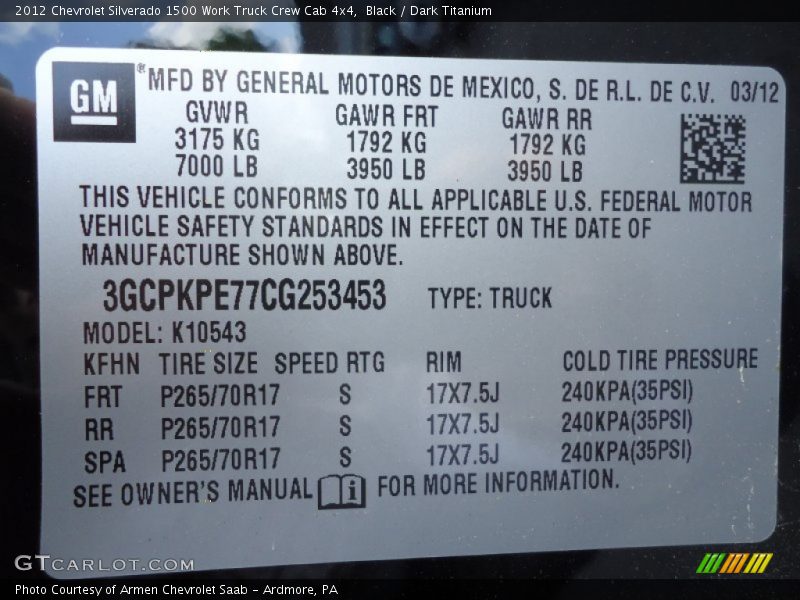 2012 Chevrolet Silverado 1500 Work Truck Crew Cab 4x4, Black / Dark Titanium
GM
® MFD BY GENERAL MOTORS DE MEXICO, S. DE R.L. DE C.V. 03/12
GVWR GAWR FRT GAWR RR
3175 KG 1792 KG 1792 KG
7000 LB 3950 LB 3950 LB
THIS VEHICLE CONFORMS TO ALL APPLICABLE U.S. FEDERAL MOTOR
VEHICLE SAFETY STANDARDS IN EFFECT ON THE DATE OF
MANUFACTURE SHOWN ABOVE.
3GCPKPE77CG253453 TYPE: TRUCK
MODEL: K10543
KFHN TIRE SIZE SPEED RTG RIM COLD TIRE PRESSURE
FRT P265/70R17 S 17X7.5J 240KPA(35PSI)
RR P265/70R17 S 17X7.5J 240KPA(35PSI)
SPA P265/70R17 S 17X7.5J 240KPA(35PSI)
SEE OWNER'S MANUAL FOR MORE INFORMATION.
GTCARLOT.COM
Photo Courtesy of Armen Chevrolet Saab - Ardmore, PA